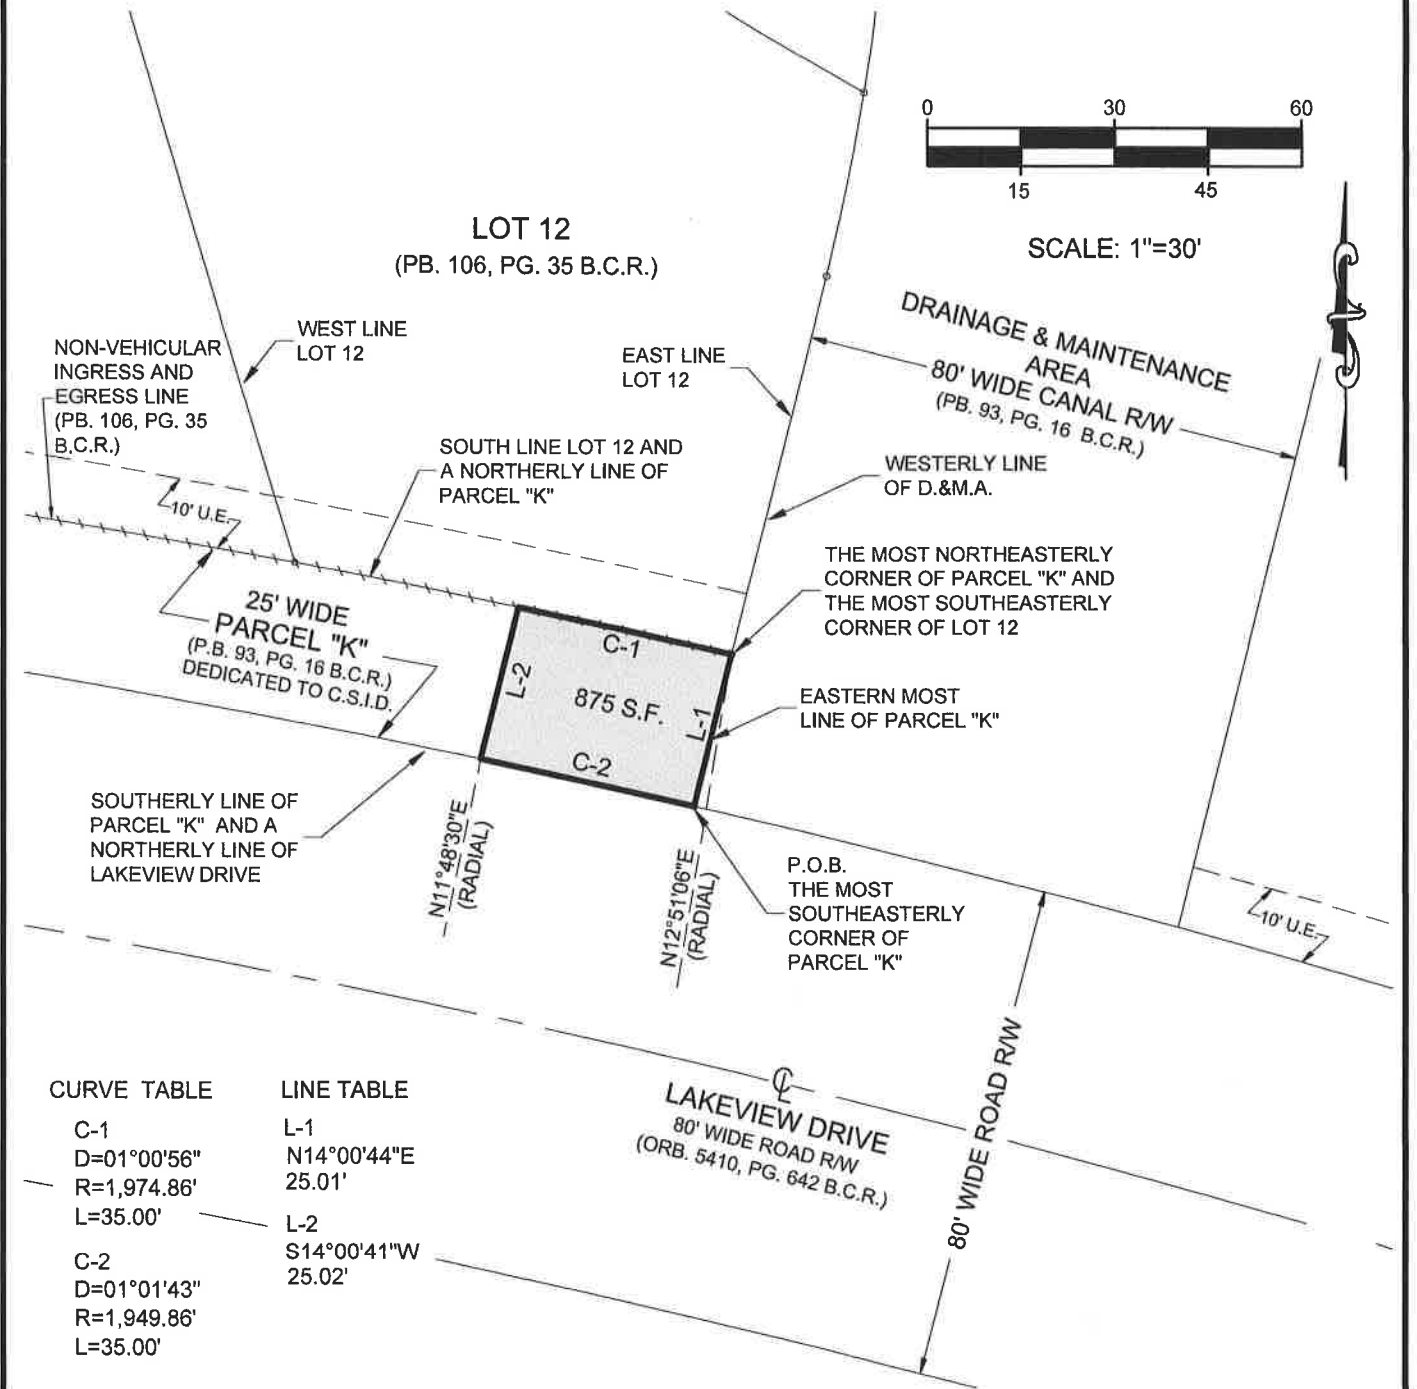 0 30 60
15 45
SCALE: 1"=30'
LOT 12
(PB. 106, PG. 35 B.C.R.)
DRAINAGE & MAINTENANCE
AREA
80' WIDE CANAL R/W
(PB. 93, PG. 16 B.C.R.)
WEST LINE
LOT 12
NON-VEHICULAR
INGRESS AND
EGRESS LINE
(PB. 106, PG. 35
B.C.R.)
EAST LINE
LOT 12
SOUTH LINE LOT 12 AND
A NORTHERLY LINE OF
PARCEL "K"
WESTERLY LINE
OF D.&M.A.
10' U.E.
THE MOST NORTHEASTERLY
CORNER OF PARCEL "K" AND
THE MOST SOUTHEASTERLY
CORNER OF LOT 12
25' WIDE
PARCEL "K"
(P.B. 93, PG. 16 B.C.R.)
DEDICATED TO C.S.I.D.
C-1
L-2
875 S.F.
L-1
C-2
EASTERN MOST
LINE OF PARCEL "K"
SOUTHERLY LINE OF
PARCEL "K" AND A
NORTHERLY LINE OF
LAKEVIEW DRIVE
N11°48'30"E
(RADIAL)
N12°51'06"E
(RADIAL)
P.O.B.
THE MOST
SOUTHEASTERLY
CORNER OF
PARCEL "K"
10' U.E.
80' WIDE ROAD R/W
CL
LAKEVIEW DRIVE
80' WIDE ROAD R/W
(ORB. 5410, PG. 642 B.C.R.)
CURVE TABLE
C-1
D=01°00'56"
R=1,974.86'
L=35.00'
C-2
D=01°01'43"
R=1,949.86'
L=35.00'
LINE TABLE
L-1
N14°00'44"E
25.01'
L-2
S14°00'41"W
25.02'